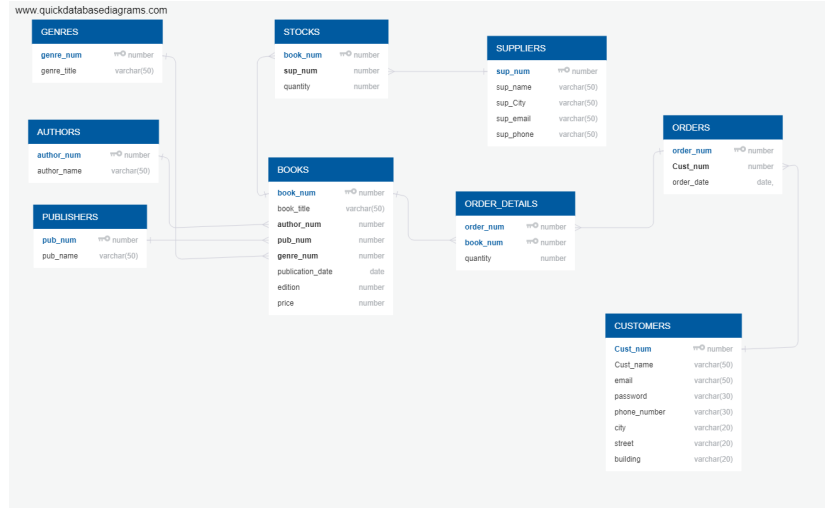 www.quickdatabasediagrams.com
GENRES
genre_num number
genre_title varchar(50)
STOCKS
book_num number
sup_num number
quantity number
SUPPLIERS
sup_num number
sup_name varchar(50)
sup_City varchar(50)
sup_email varchar(50)
sup_phone varchar(50)
AUTHORS
author_num number
author_name varchar(50)
ORDERS
order_num number
Cust_num number
order_date date,
BOOKS
book_num number
book_title varchar(50)
author_num number
pub_num number
genre_num number
publication_date date
edition number
price number
PUBLISHERS
pub_num number
pub_name varchar(50)
ORDER_DETAILS
order_num number
book_num number
quantity number
CUSTOMERS
Cust_num number
Cust_name varchar(50)
email varchar(50)
password varchar(30)
phone_number varchar(30)
city varchar(20)
street varchar(20)
building varchar(20)